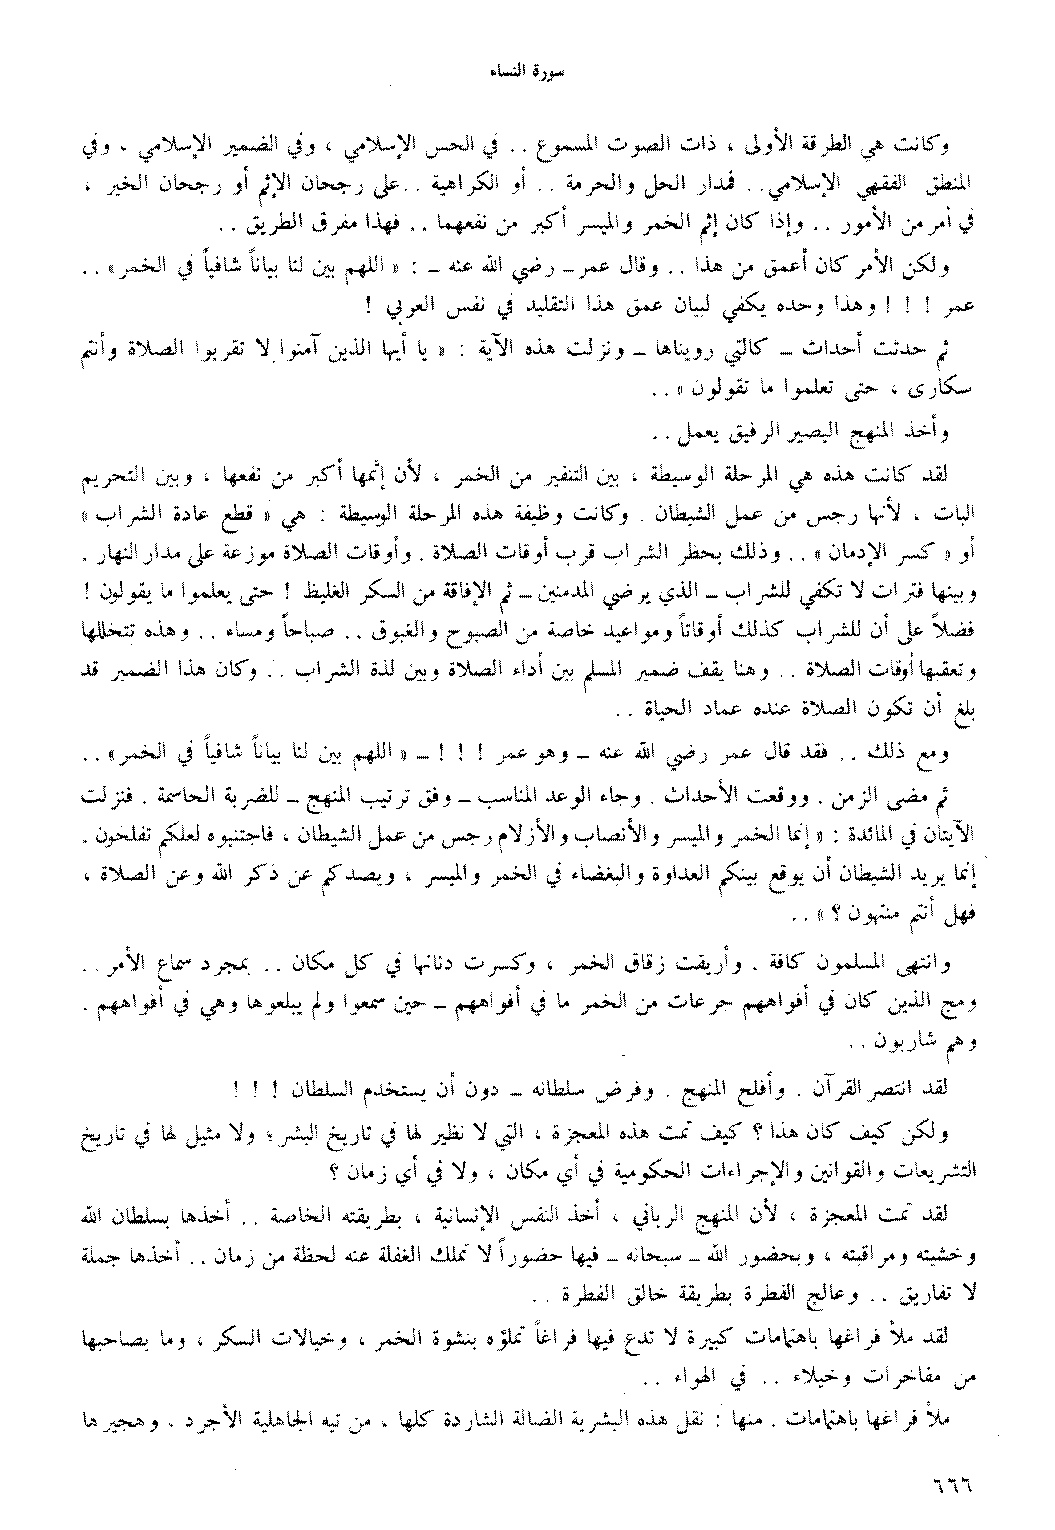 سورة النساء
وكانت هي الطرقة الأولى ، ذات الصوت المسموع .. في الحس الإسلامي ، وفي الضمير الإسلامي ، وفي
المنطق الفقهي الإسلامي.. فمدار الحل والحرمة .. أو الكراهية ..على رجحان الإثم أو رجحان الخير ،
في أمر من الأمور .. وإذا كان إثم الخمر والميسر أكبر من نفعهما .. فهذا مفرق الطريق ..
ولكن الأمر كان أعمق من هذا .. وقال عمر – رضي الله عنه – : « اللهم بين لنا بياناً شافياً في الخمر» ..
عمر ! ! ! وهذا وحده يكفي لبيان عمق هذا التقليد في نفس العربي !
ثم حدثت أحداث – كالتي رويناها – ونزلت هذه الآية : « يا أيها الذين آمنوا لا تقربوا الصلاة وأنتم
سكارى ، حتى تعلموا ما تقولون » ..
وأخذ المنهج البصير الرفيق يعمل ..
لقد كانت هذه هي المرحلة الوسيطة ، بين التنفير من الخمر ، لأن إثمها أكبر من نفعها ، وبين التحريم
البات ، لأنها رجس من عمل الشيطان . وكانت وظيفة هذه المرحلة الوسيطة : هي « قطع عادة الشراب »
أو « كسر الإدمان » .. وذلك بحظر الشراب قرب أوقات الصلاة . وأوقات الصلاة موزعة على مدار النهار .
وبينها فترات لا تكفي للشراب – الذي يرضي المدمنين – ثم الإفاقة من السكر الغليظ ! حتى يعلموا ما يقولون !
فضلاً على أن للشراب كذلك أوقاتاً ومواعيد خاصة من الصبوح والغبوق .. صباحاً ومساء .. وهذه تتخللها
وتعقبها أوقات الصلاة .. وهنا يقف ضمير المسلم بين أداء الصلاة وبين لذة الشراب .. وكان هذا الضمير قد
بلغ أن تكون الصلاة عنده عماد الحياة ..
ومع ذلك .. فقد قال عمر رضي الله عنه – وهو عمر ! ! ! – « اللهم بين لنا بياناً شافياً في الخمر» ..
ثم مضى الزمن . ووقعت الأحداث . وجاء الوعد المناسب – وفق ترتيب المنهج – للضربة الحاسمة . فنزلت
الآيتان في المائدة : « إنما الخمر والميسر والأنصاب والأزلام رجس من عمل الشيطان ، فاجتنبوه لعلكم تفلحون .
إنما يريد الشيطان أن يوقع بينكم العداوة والبغضاء في الخمر والميسر ، ويصدكم عن ذكر الله وعن الصلاة ،
فهل أنتم منتهون ؟ » ..
وانتهى المسلمون كافة . وأريقت زقاق الخمر ، وكسرت دنانها في كل مكان .. بمجرد سماع الأمر ..
ومج الذين كان في أفواههم جرعات من الخمر ما في أفواههم – حين سمعوا ولم يبلعوها وهي في أفواههم .
وهم شاربون ..
لقد انتصر القرآن . وأفلح المنهج . وفرض سلطانه – دون أن يستخدم السلطان ! ! !
ولكن كيف كان هذا ؟ كيف تمت هذه المعجزة ، التي لا نظير لها في تاريخ البشر ؛ ولا مثيل لها في تاريخ
التشريعات والقوانين والإجراءات الحكومية في أي مكان ، ولا في أي زمان ؟
لقد تمت المعجزة ، لأن المنهج الرباني ، أخذ النفس الإنسانية ، بطريقته الخاصة .. أخذها بسلطان الله
وخشيته ومراقبته ، وبحضور الله – سبحانه – فيها حضوراً لا تملك الغفلة عنه لحظة من زمان .. أخذها جملة
لا تفاريق .. وعالج الفطرة بطريقة خالق الفطرة ..
لقد ملأ فراغها باهتمامات كبيرة لا تدع فيها فراغاً تملؤه بنشوة الخمر ، وخيالات السكر ، وما يصاحبها
من مفاخرات وخيلاء .. في الهواء ..
ملأ فراغها باهتمامات . منها : نقل هذه البشرية الضالة الشاردة كلها ، من تيه الجاهلية الأجرد ، وهجيرها
٦٦٦